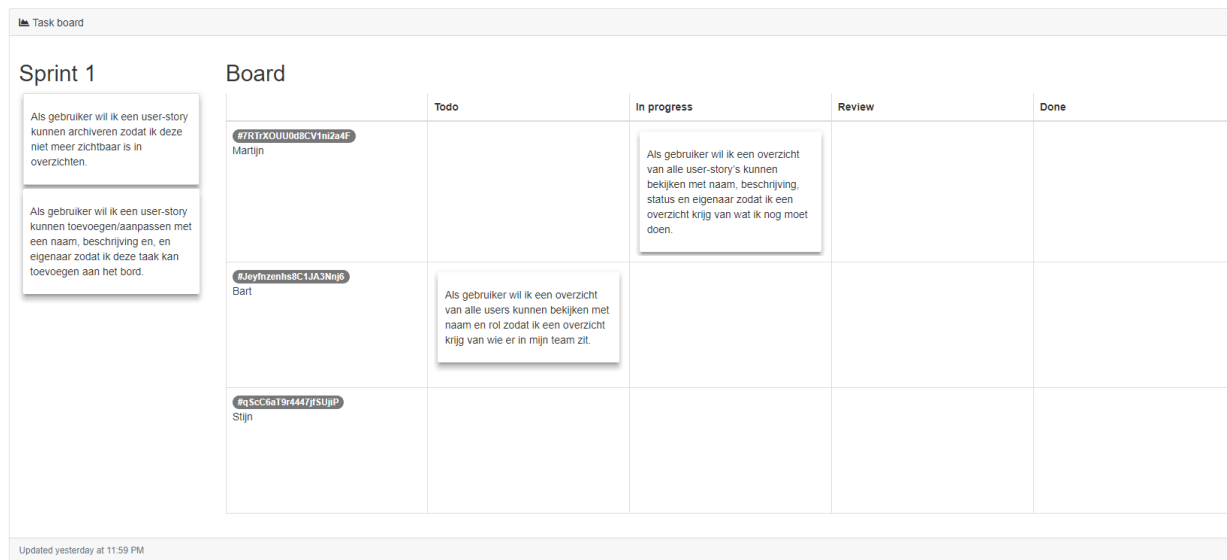 Task board
Sprint 1
Als gebruiker wil ik een user-story
kunnen archiveren zodat ik deze
niet meer zichtbaar is in
overzichten.
Als gebruiker wil ik een user-story
kunnen toevoegen/aanpassen met
een naam, beschrijving en, en
eigenaar zodat ik deze taak kan
toevoegen aan het bord.
Board
Todo
In progress
Review
Done
#7RTrXOUU0d8CV1ni2a4F
Martijn
Als gebruiker wil ik een overzicht
van alle user-story's kunnen
bekijken met naam, beschrijving,
status en eigenaar zodat ik een
overzicht krijg van wat ik nog moet
doen.
#Jeyfnzenhs8C1JA3Nnj6
Bart
Als gebruiker wil ik een overzicht
van alle users kunnen bekijken met
naam en rol zodat ik een overzicht
krijg van wie er in mijn team zit.
#qScC6aT9r4447jfSUjiP
Stijn
Updated yesterday at 11:59 PM